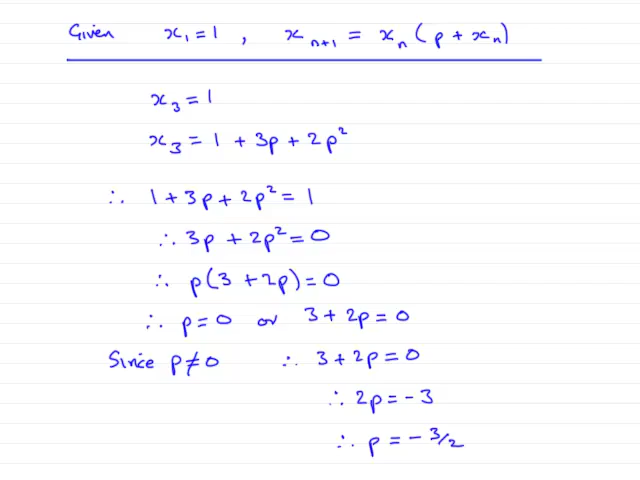 Given x₁ = 1 , xₙ₊₁ = xₙ ( p + xₙ)
x₃ = 1
x₃ = 1 + 3p + 2p²
∴ 1 + 3p + 2p² = 1
∴ 3p + 2p² = 0
∴ p(3 + 2p) = 0
∴ p = 0 or 3 + 2p = 0
Since p ≠ 0 ∴ 3 + 2p = 0
∴ 2p = - 3
∴ p = - 3/2